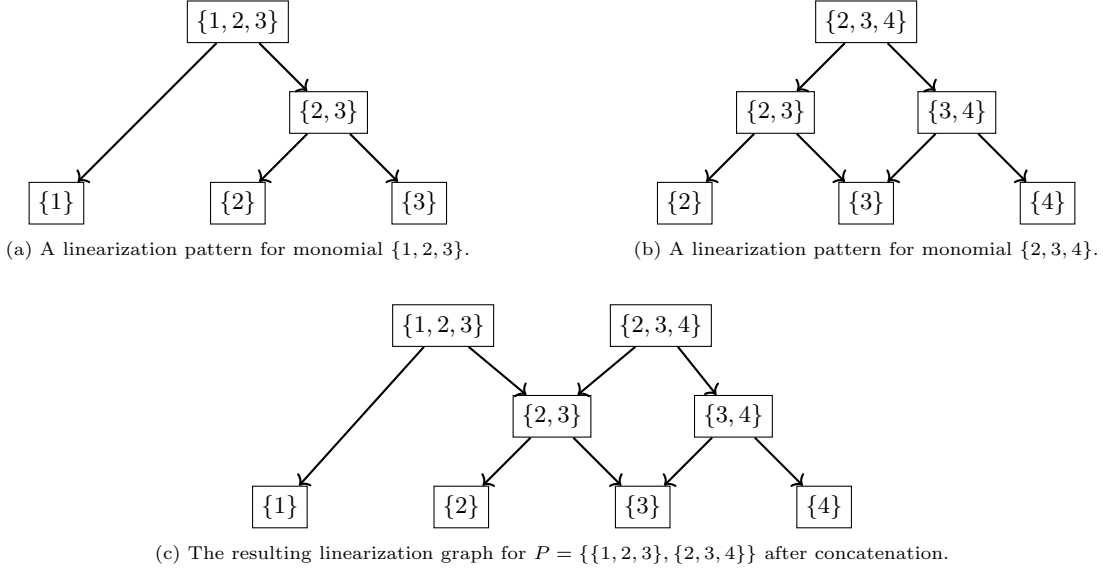 {1, 2, 3}
{2, 3}
{1} {2} {3}
(a) A linearization pattern for monomial {1, 2, 3}.
{2, 3, 4}
{2, 3} {3, 4}
{2} {3} {4}
(b) A linearization pattern for monomial {2, 3, 4}.
{1, 2, 3} {2, 3, 4}
{2, 3} {3, 4}
{1} {2} {3} {4}
(c) The resulting linearization graph for P = {{1, 2, 3}, {2, 3, 4}} after concatenation.